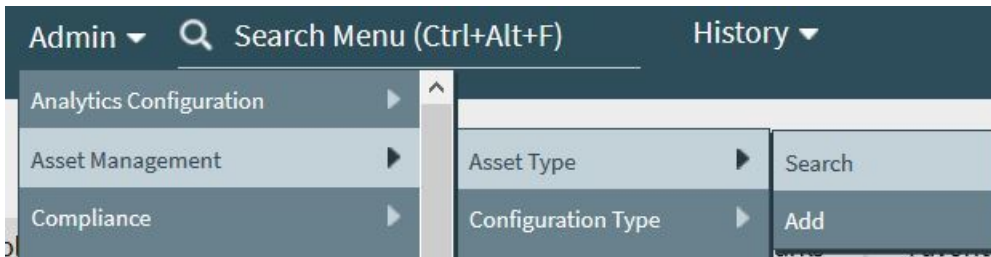 Admin Search Menu (Ctrl+Alt+F) History
Analytics Configuration
Asset Management Asset Type Search
Compliance Configuration Type Add